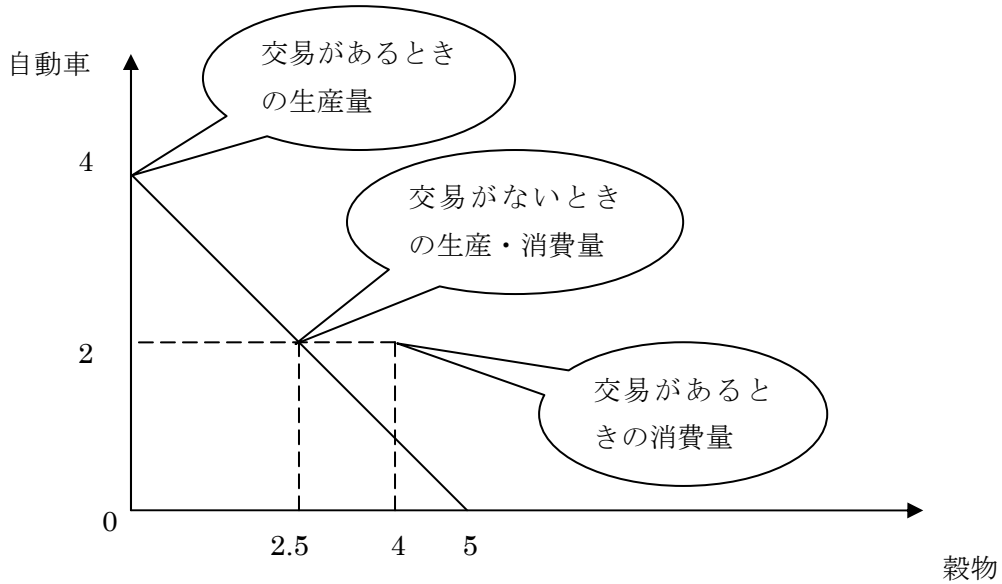 自動車
交易があるとき
の生産量
4
交易がないとき
の生産・消費量
2
交易があると
きの消費量
0
2.5
4
5
穀物